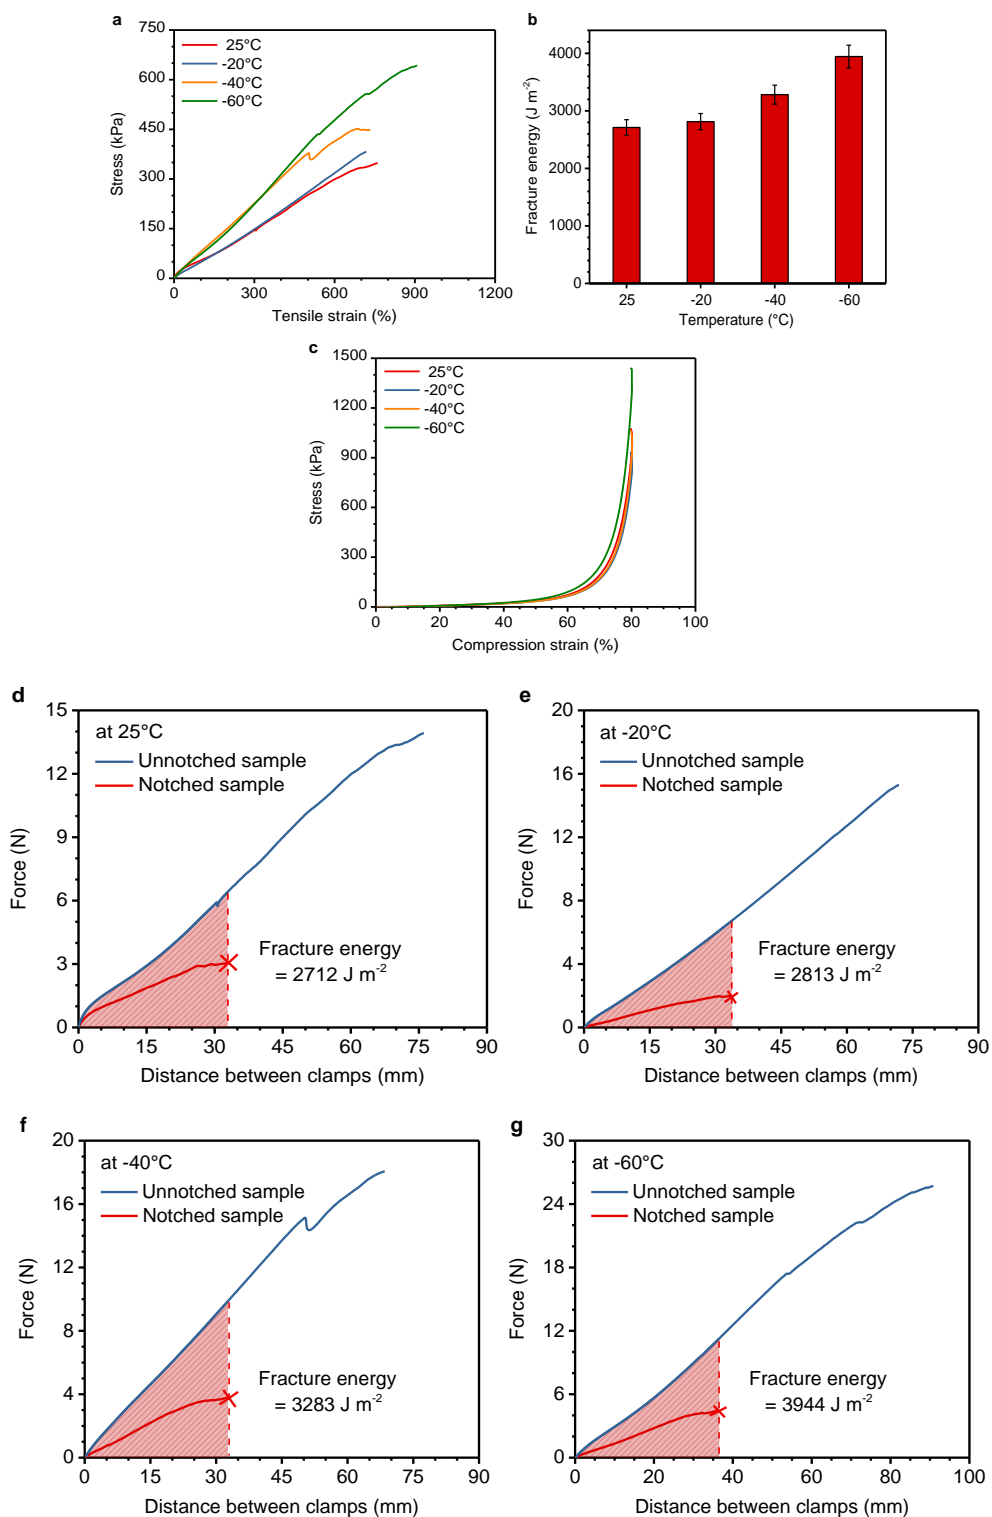 a
750
600
450
300
150
0
Stress (kPa)
25°C
-20°C
-40°C
-60°C
0 300 600 900 1200
Tensile strain (%)
b
4000
3000
2000
1000
0
Fracture energy (J m-2)
25 -20 -40 -60
Temperature (°C)
c
1500
1200
900
600
300
0
Stress (kPa)
25°C
-20°C
-40°C
-60°C
0 20 40 60 80 100
Compression strain (%)
d
15
12
9
6
3
0
Force (N)
at 25°C
Unnotched sample
Notched sample
Fracture energy
= 2712 J m-2
0 15 30 45 60 75 90
Distance between clamps (mm)
e
20
16
12
8
4
0
Force (N)
at -20°C
Unnotched sample
Notched sample
Fracture energy
= 2813 J m-2
0 15 30 45 60 75 90
Distance between clamps (mm)
f
20
16
12
8
4
0
Force (N)
at -40°C
Unnotched sample
Notched sample
Fracture energy
= 3283 J m-2
0 15 30 45 60 75 90
Distance between clamps (mm)
g
30
24
18
12
6
0
Force (N)
at -60°C
Unnotched sample
Notched sample
Fracture energy
= 3944 J m-2
0 20 40 60 80 100
Distance between clamps (mm)